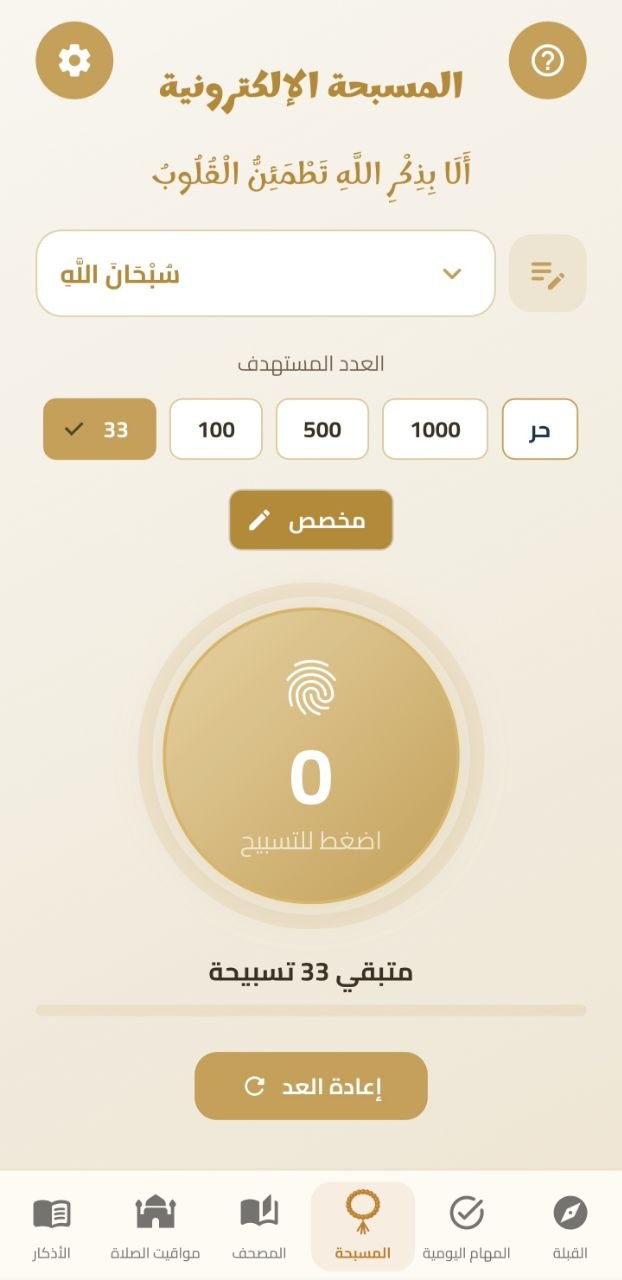 المسبحة الإلكترونية
أَلَا بِذِكْرِ اللَّهِ تَطْمَئِنُّ الْقُلُوبُ
سُبْحَانَ اللَّهِ
العدد المستهدف
حر
1000
500
100
33
مخصص
0
اضغط للتسبيح
متبقي 33 تسبيحة
إعادة العد
القبلة
المهام اليومية
المسبحة
المصحف
مواقيت الصلاة
الأذكار